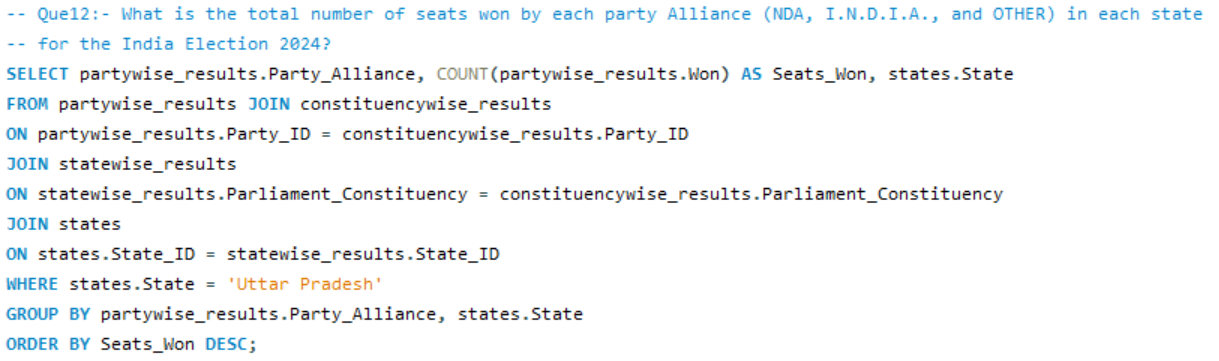 -- Que12:- What is the total number of seats won by each party Alliance (NDA, I.N.D.I.A., and OTHER) in each state
-- for the India Election 2024?
SELECT partywise_results.Party_Alliance, COUNT(partywise_results.Won) AS Seats_Won, states.State
FROM partywise_results JOIN constituencywise_results
ON partywise_results.Party_ID = constituencywise_results.Party_ID
JOIN statewise_results
ON statewise_results.Parliament_Constituency = constituencywise_results.Parliament_Constituency
JOIN states
ON states.State_ID = statewise_results.State_ID
WHERE states.State = 'Uttar Pradesh'
GROUP BY partywise_results.Party_Alliance, states.State
ORDER BY Seats_Won DESC;